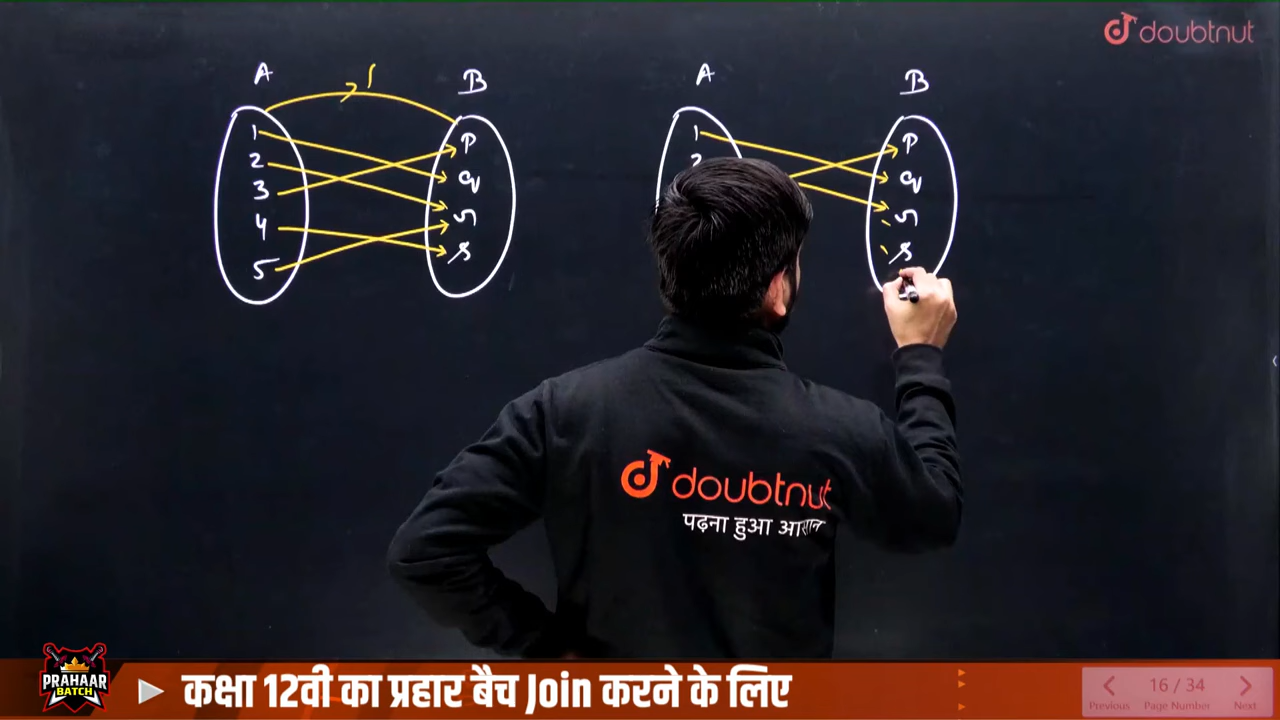 doubtnut
A f B
1 p
2 q
3 r
4 s
5
A B
1 p
2 q
r
s
doubtnut
पढ़ना हुआ आसान
PRAHAAR
BATCH
कक्षा 12वी का प्रहार बैच Join करने के लिए
16 / 34
Previous Page Number Next